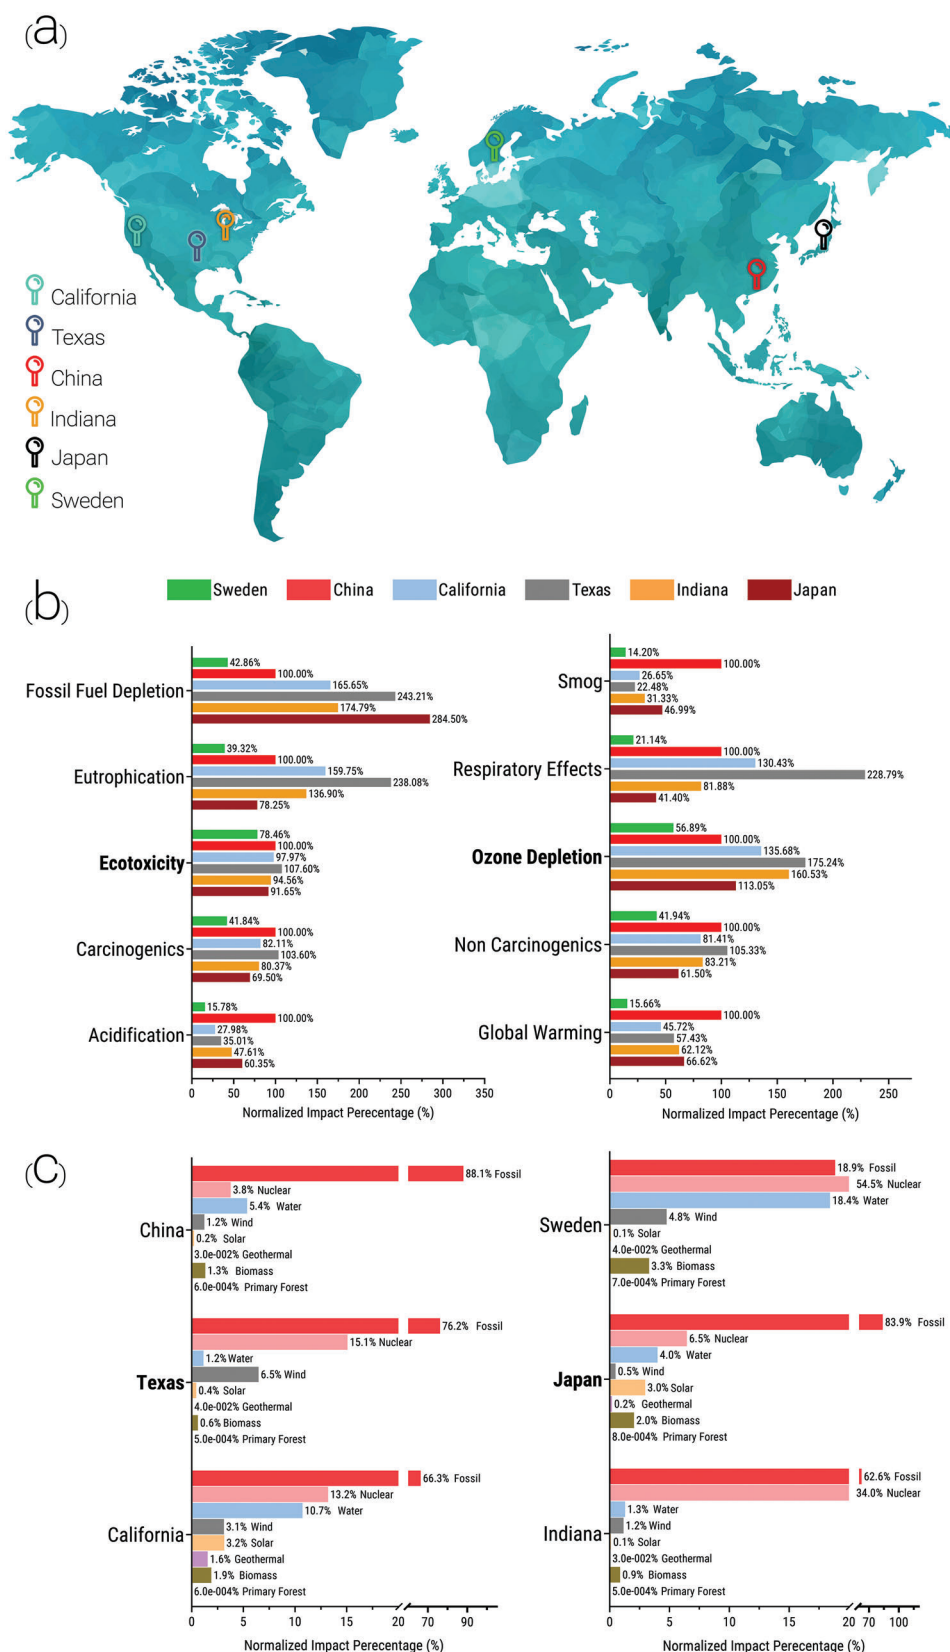 (a)
California
Texas
China
Indiana
Japan
Sweden
(b)
Sweden China California Texas Indiana Japan
Fossil Fuel Depletion
42.86%
100.00%
165.65%
243.21%
174.79%
284.50%
Eutrophication
39.32%
100.00%
159.75%
238.08%
136.90%
78.25%
Ecotoxicity
78.46%
100.00%
97.97%
107.60%
94.56%
91.65%
Carcinogenics
41.84%
100.00%
82.11%
103.60%
80.37%
69.50%
Acidification
15.78%
100.00%
27.98%
35.01%
47.61%
60.35%
0 50 100 150 200 250 300 350
Normalized Impact Perecentage (%)
Smog
14.20%
100.00%
26.65%
22.48%
31.33%
46.99%
Respiratory Effects
21.14%
100.00%
130.43%
228.79%
81.88%
41.40%
Ozone Depletion
56.89%
100.00%
135.68%
175.24%
160.53%
113.05%
Non Carcinogenics
41.94%
100.00%
81.41%
105.33%
83.21%
61.50%
Global Warming
15.66%
100.00%
45.72%
57.43%
62.12%
66.62%
0 50 100 150 200 250
Normalized Impact Perecentage (%)
(c)
China
88.1% Fossil
3.8% Nuclear
5.4% Water
1.2% Wind
0.2% Solar
3.0e-002% Geothermal
1.3% Biomass
6.0e-004% Primary Forest
Texas
76.2% Fossil
15.1% Nuclear
1.2% Water
6.5% Wind
0.4% Solar
4.0e-002% Geothermal
0.6% Biomass
5.0e-004% Primary Forest
California
66.3% Fossil
13.2% Nuclear
10.7% Water
3.1% Wind
3.2% Solar
1.6% Geothermal
1.9% Biomass
6.0e-004% Primary Forest
0 5 10 15 20 70 90
Normalized Impact Perecentage (%)
Sweden
18.9% Fossil
54.5% Nuclear
18.4% Water
4.8% Wind
0.1% Solar
4.0e-002% Geothermal
3.3% Biomass
7.0e-004% Primary Forest
Japan
83.9% Fossil
6.5% Nuclear
4.0% Water
0.5% Wind
3.0% Solar
0.2% Geothermal
2.0% Biomass
8.0e-004% Primary Forest
Indiana
62.6% Fossil
34.0% Nuclear
1.3% Water
1.2% Wind
0.1% Solar
3.0e-002% Geothermal
0.9% Biomass
5.0e-004% Primary Forest
0 5 10 15 20 70 100
Normalized Impact Perecentage (%)